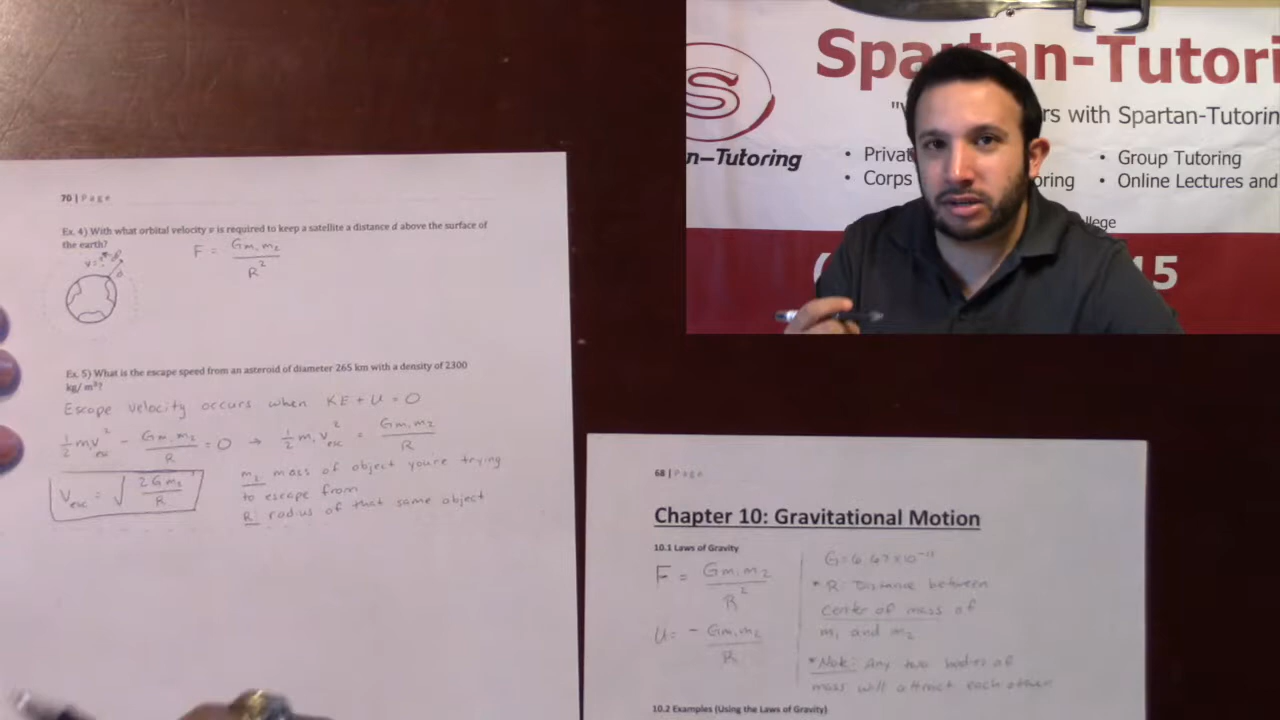 70 | Page
Ex. 4) With what orbital velocity v is required to keep a satellite a distance d above the surface of
the earth?
F = Gm₁m₂ / R²
v = ?
d
Ex. 5) What is the escape speed from an asteroid of diameter 265 km with a density of 2300
kg/m³?
Escape velocity occurs when KE + U = 0
½ m₁v²esc − Gm₁m₂ / R = 0 → ½ m₁v²esc = Gm₁m₂ / R
Vesc = √ 2Gm₂ / R
m₂ mass of object you're trying
to escape from
R: radius of that same object
Spartan-Tutori
S
n-Tutoring
rs with Spartan-Tutorin
• Privat
• Corps
oring
• Group Tutoring
• Online Lectures and
llege
15
68 | Page
Chapter 10: Gravitational Motion
10.1 Laws of Gravity
F = Gm₁m₂ / R²
U = − Gm₁m₂ / R
G = 6.67×10⁻¹¹
* R: Distance between
center of mass of
m₁ and m₂
* Note: Any two bodies of
mass will attract each other
10.2 Examples (Using the Laws of Gravity)